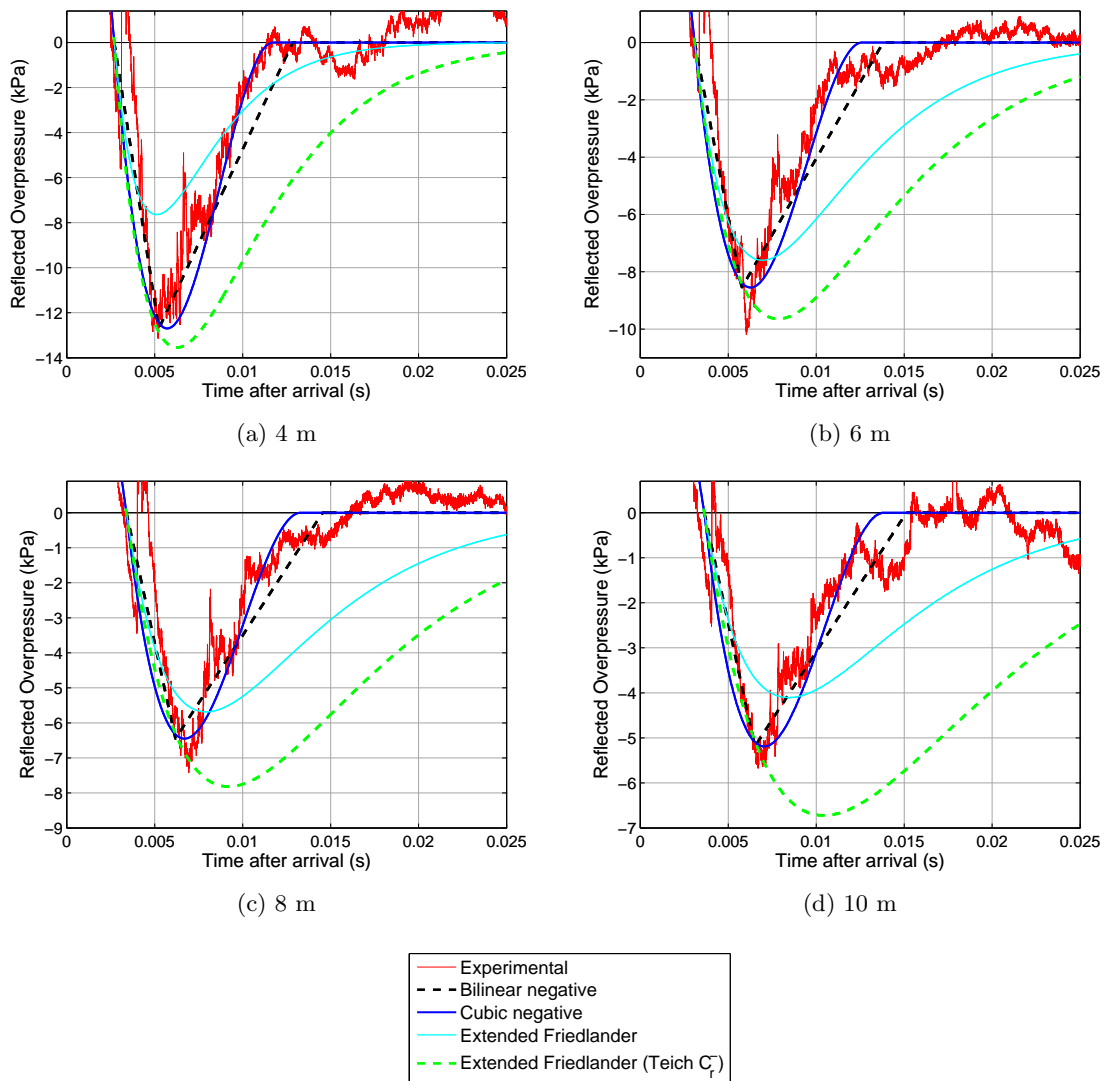 0
−2
−4
−6
−8
−10
−12
−14
Reflected Overpressure (kPa)
0 0.005 0.01 0.015 0.02 0.025
Time after arrival (s)
(a) 4 m
0
−2
−4
−6
−8
−10
Reflected Overpressure (kPa)
0 0.005 0.01 0.015 0.02 0.025
Time after arrival (s)
(b) 6 m
0
−1
−2
−3
−4
−5
−6
−7
−8
−9
Reflected Overpressure (kPa)
0 0.005 0.01 0.015 0.02 0.025
Time after arrival (s)
(c) 8 m
0
−1
−2
−3
−4
−5
−6
−7
Reflected Overpressure (kPa)
0 0.005 0.01 0.015 0.02 0.025
Time after arrival (s)
(d) 10 m
Experimental
Bilinear negative
Cubic negative
Extended Friedlander
Extended Friedlander (Teich C_r^−)